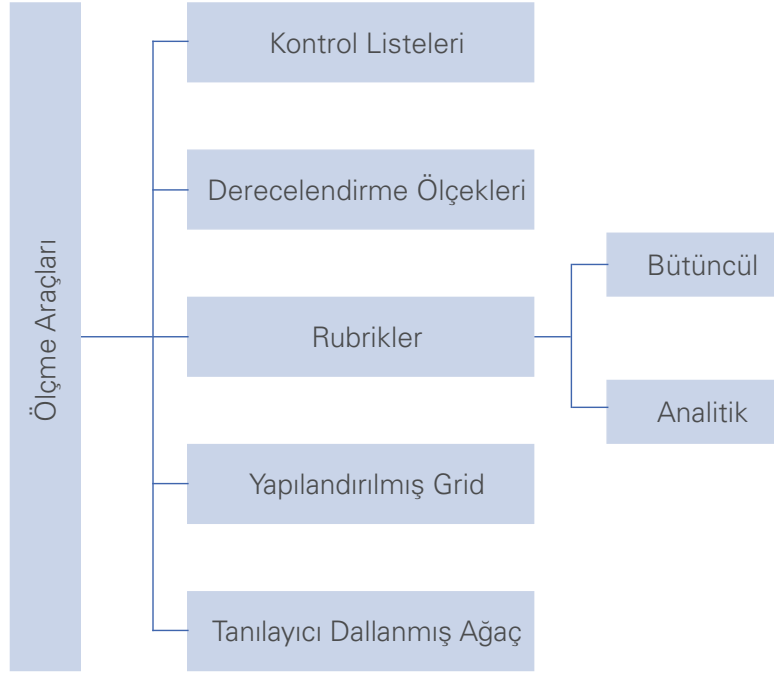 Ölçme Araçları
Kontrol Listeleri
Derecelendirme Ölçekleri
Rubrikler
Bütüncül
Analitik
Yapılandırılmış Grid
Tanılayıcı Dallanmış Ağaç